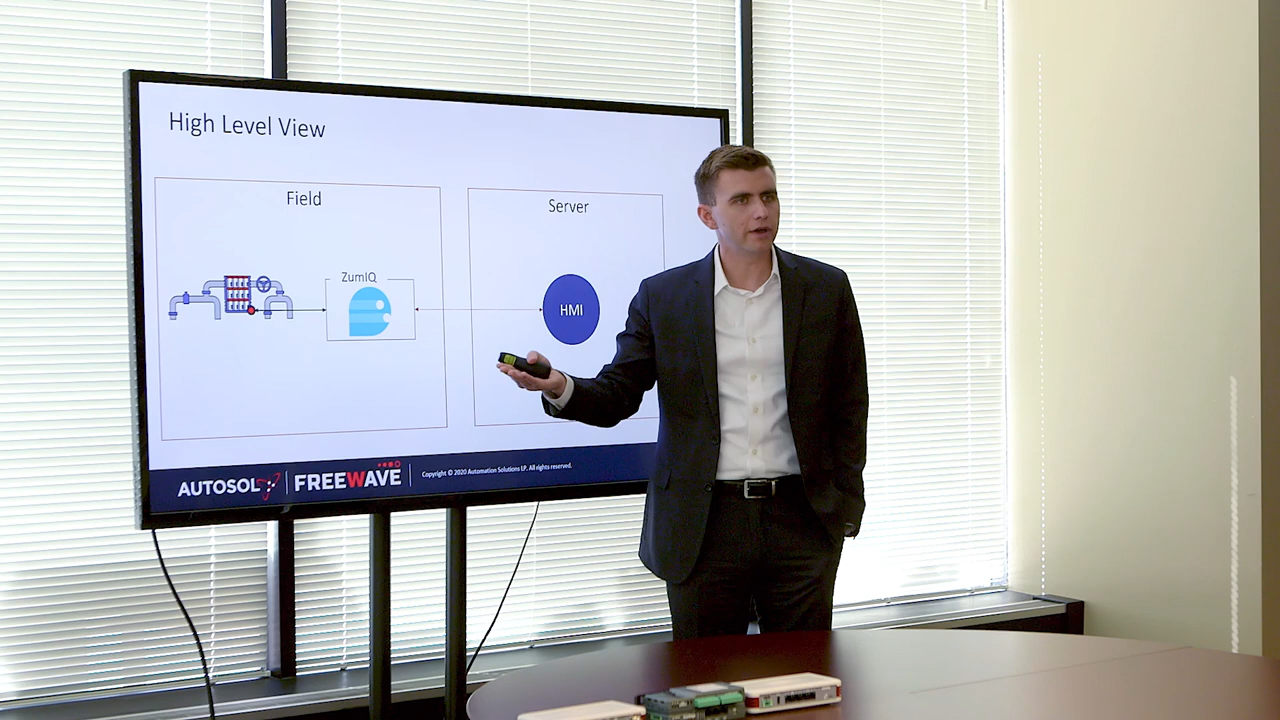 High Level View
Field
Server
ZumIQ
HMI
AUTOSOL
FREEWAVE
Copyright © 2020 Automation Solutions LP. All rights reserved.